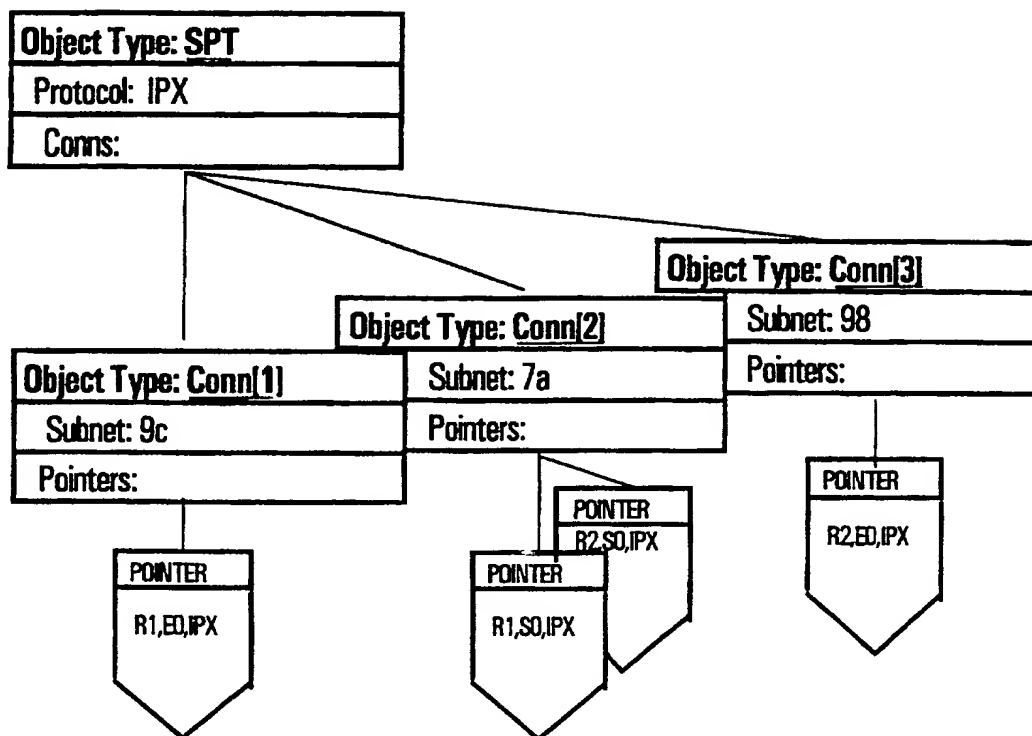 Object Type: SPT
Protocol: IPX
Conns:
Object Type: Conn[3]
Subnet: 98
Pointers:
Object Type: Conn[2]
Subnet: 7a
Pointers:
Object Type: Conn[1]
Subnet: 9c
Pointers:
POINTER
R1,E0,IPX
POINTER
R1,S0,IPX
POINTER
R2,S0,IPX
POINTER
R2,E0,IPX